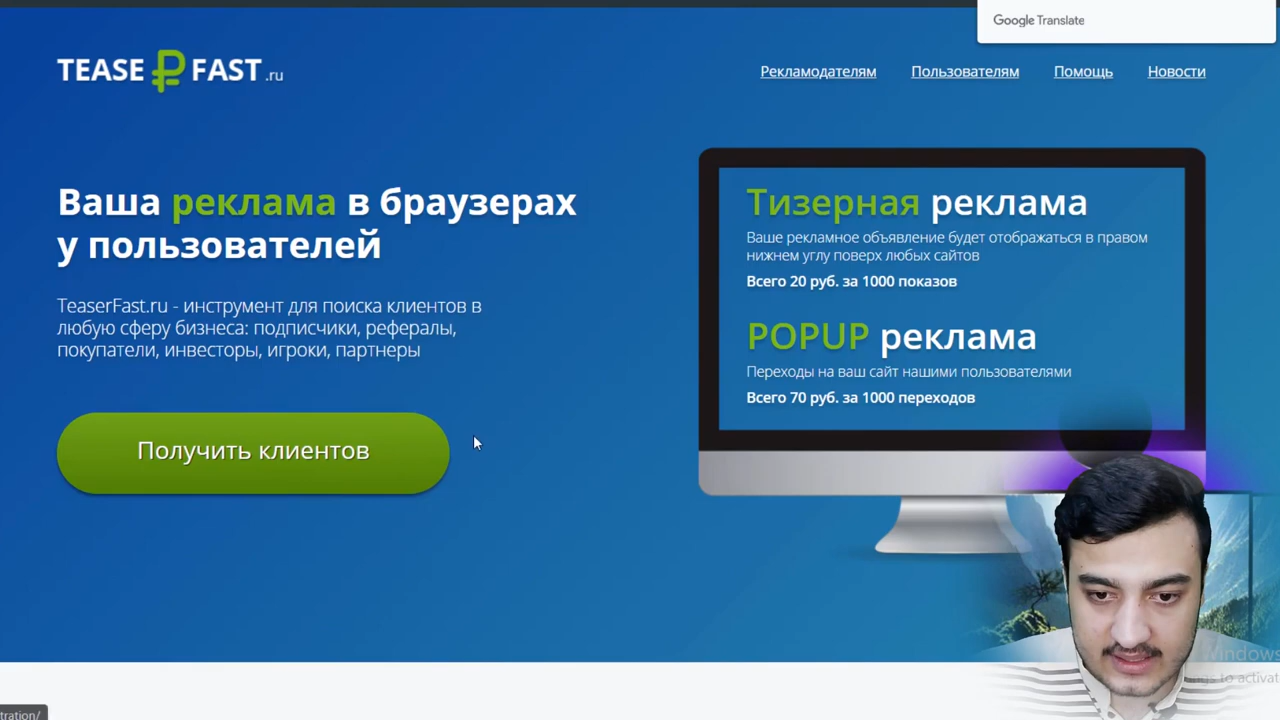 Google Translate
TEASE₽FAST.ru
Рекламодателям
Пользователям
Помощь
Новости
Ваша реклама в браузерах
у пользователей
TeaserFast.ru - инструмент для поиска клиентов в
любую сферу бизнеса: подписчики, рефералы,
покупатели, инвесторы, игроки, партнеры
Получить клиентов
Тизерная реклама
Ваше рекламное объявление будет отображаться в правом
нижнем углу поверх любых сайтов
Всего 20 руб. за 1000 показов
POPUP реклама
Переходы на ваш сайт нашими пользователями
Всего 70 руб. за 1000 переходов
Windows
to activat
tration/